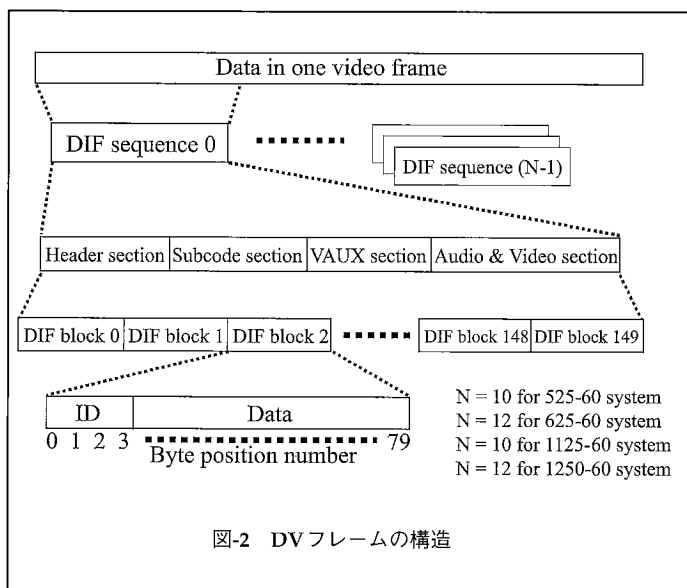 Data in one video frame
DIF sequence 0
DIF sequence (N-1)
Header section Subcode section VAUX section Audio & Video section
DIF block 0 DIF block 1 DIF block 2 DIF block 148 DIF block 149
ID Data
0 1 2 3 79
Byte position number
N = 10 for 525-60 system
N = 12 for 625-60 system
N = 10 for 1125-60 system
N = 12 for 1250-60 system
図-2 DVフレームの構造